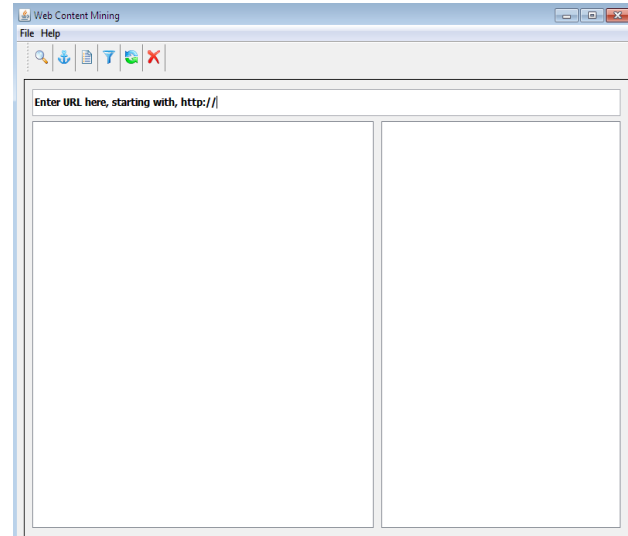 Web Content Mining
File Help
Enter URL here, starting with, http://